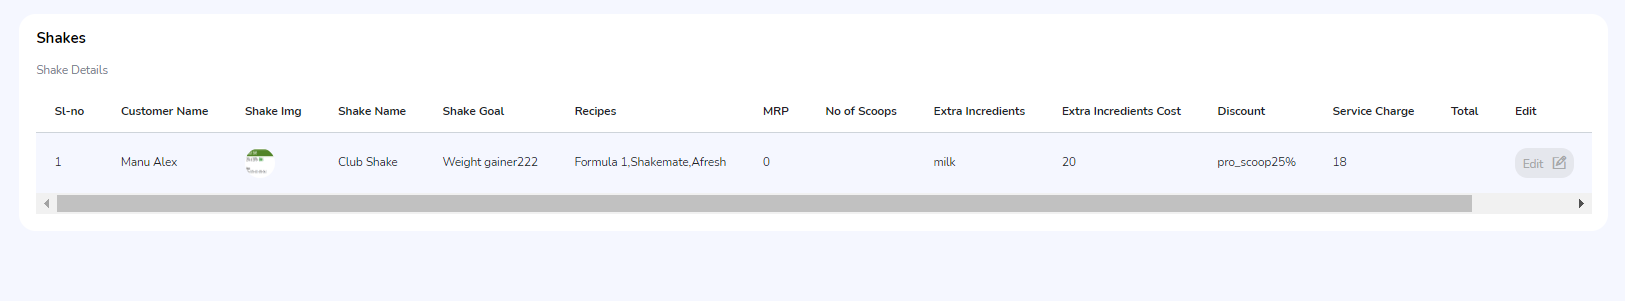 Shakes
Shake Details
Sl-no Customer Name Shake Img Shake Name Shake Goal Recipes MRP No of Scoops Extra Incredients Extra Incredients Cost Discount Service Charge Total Edit
1 Manu Alex Club Shake Weight gainer222 Formula 1,Shakemate,Afresh 0 milk 20 pro_scoop25% 18 Edit